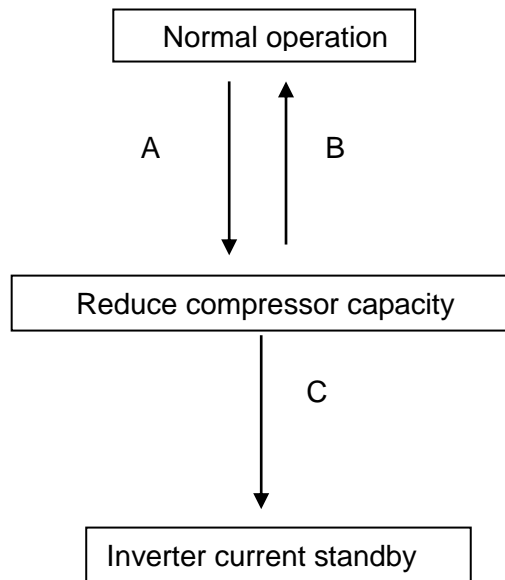 Normal operation
A
B
Reduce compressor capacity
C
Inverter current standby